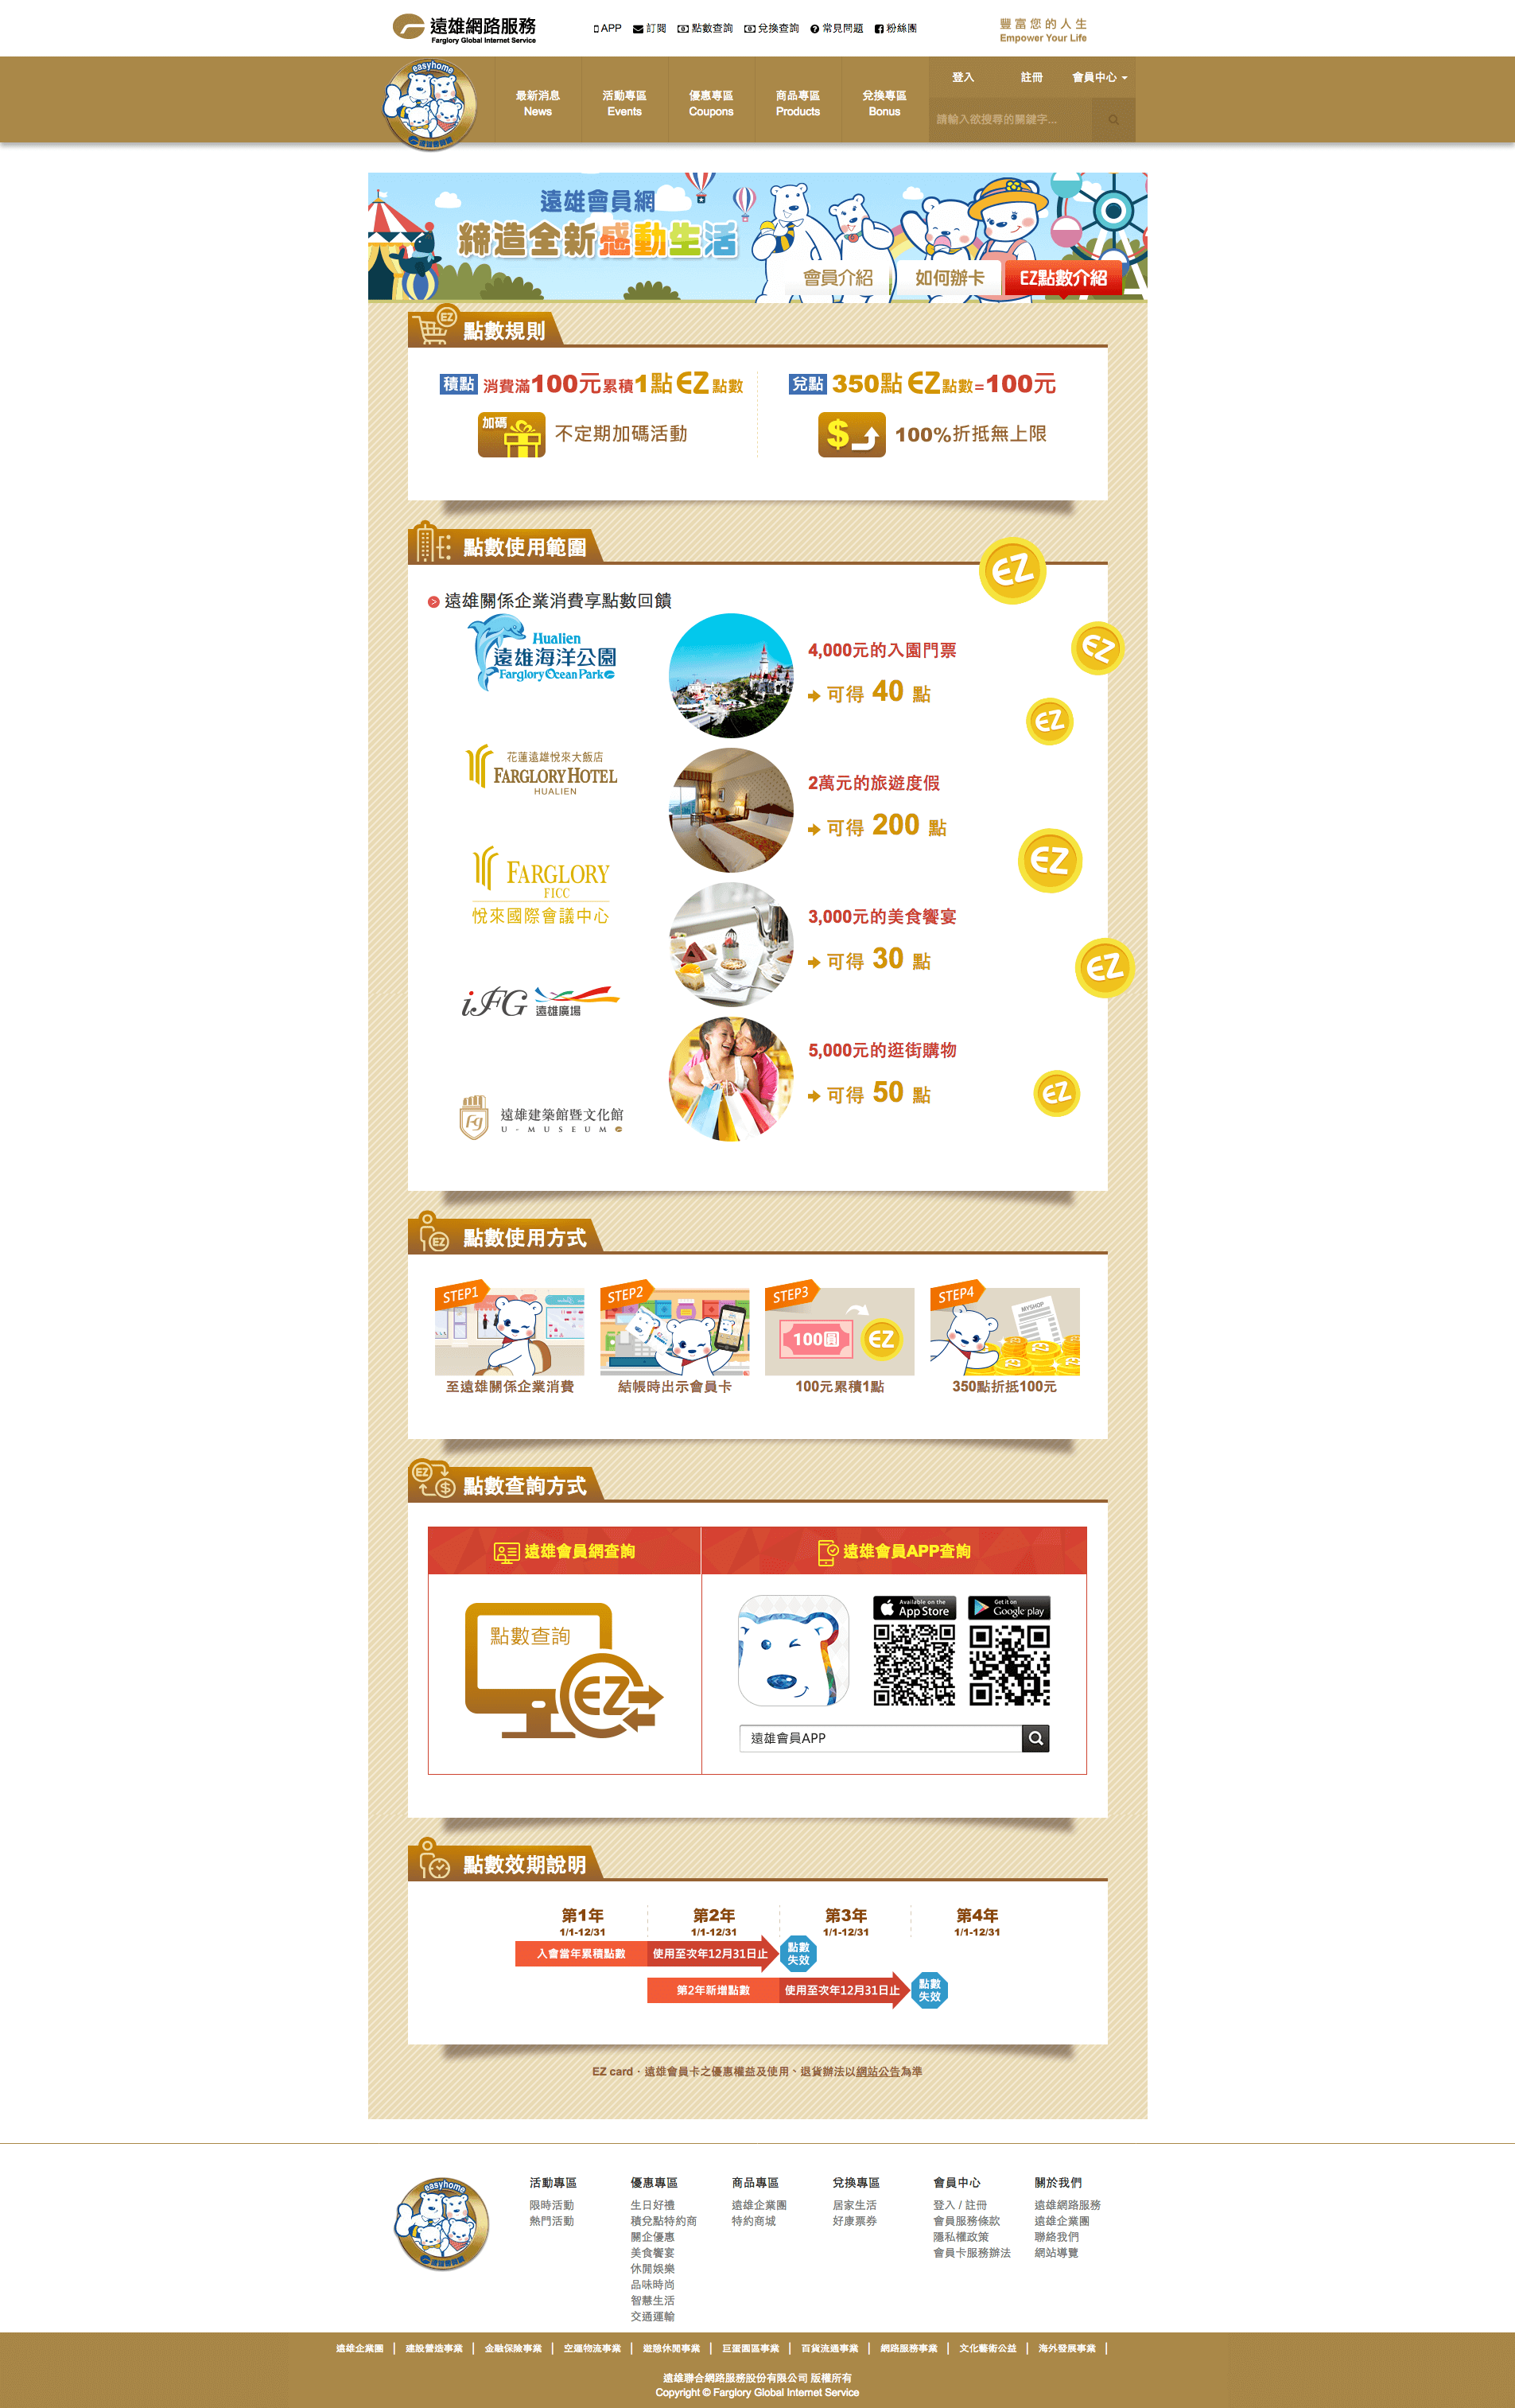 遠雄網路服務
Farglory Global Internet Service
APP 訂閱 點數查詢 兌換查詢 常見問題 粉絲團
豐富您的人生
Empower Your Life
easyhome
遠雄會員網
最新消息
News
活動專區
Events
優惠專區
Coupons
商品專區
Products
兌換專區
Bonus
登入 註冊 會員中心
請輸入欲搜尋的關鍵字...
遠雄會員網
締造全新感動生活
會員介紹 如何辦卡 EZ點數介紹
EZ
點數規則
積點 消費滿100元累積1點EZ點數
兌點 350點EZ點數=100元
加碼 不定期加碼活動
$ 100%折抵無上限
點數使用範圍
EZ
遠雄關係企業消費享點數回饋
Hualien
遠雄海洋公園
Farglory Ocean Park
4,000元的入園門票
可得 40 點
EZ
EZ
花蓮遠雄悅來大飯店
FARGLORY HOTEL
HUALIEN
2萬元的旅遊度假
可得 200 點
EZ
FARGLORY
FICC
悅來國際會議中心
3,000元的美食饗宴
可得 30 點
EZ
iFG 遠雄廣場
5,000元的逛街購物
可得 50 點
EZ
Fg 遠雄建築館暨文化館
U-MUSEUM
點數使用方式
EZ
STEP1
至遠雄關係企業消費
STEP2
結帳時出示會員卡
STEP3
100圓 EZ
100元累積1點
STEP4
MYSHOP
350點折抵100元
EZ $
點數查詢方式
遠雄會員網查詢
遠雄會員APP查詢
點數查詢
EZ
Available on the
App Store
Get it on
Google play
遠雄會員APP
點數效期說明
第1年 第2年 第3年 第4年
1/1-12/31 1/1-12/31 1/1-12/31 1/1-12/31
入會當年累積點數 使用至次年12月31日止 點數
失效
第2年新增點數 使用至次年12月31日止 點數
失效
EZ card．遠雄會員卡之優惠權益及使用、退貨辦法以網站公告為準
easyhome
遠雄會員網
活動專區
限時活動
熱門活動
優惠專區
生日好禮
積兌點特約商
關企優惠
美食饗宴
休閒娛樂
品味時尚
智慧生活
交通運輸
商品專區
遠雄企業團
特約商城
兌換專區
居家生活
好康票券
會員中心
登入 / 註冊
會員服務條款
隱私權政策
會員卡服務辦法
關於我們
遠雄網路服務
遠雄企業團
聯絡我們
網站導覽
遠雄企業團 | 建設營造事業 | 金融保險事業 | 空運物流事業 | 遊憩休閒事業 | 巨蛋園區事業 | 百貨流通事業 | 網路服務事業 | 文化藝術公益 | 海外發展事業 |
遠雄聯合網路服務股份有限公司 版權所有
Copyright © Farglory Global Internet Service